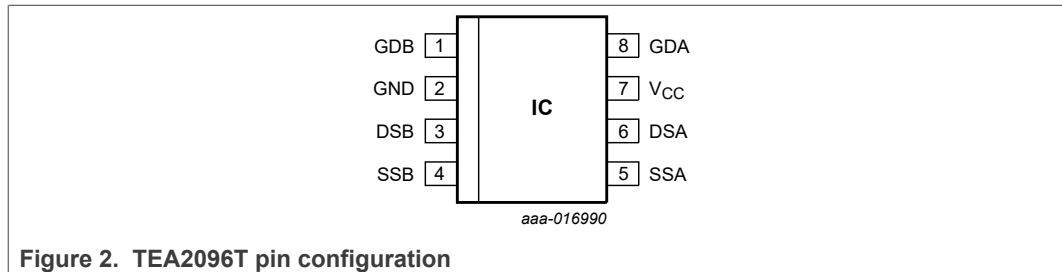 GDB 1 8 GDA
GND 2 7 VCC
IC
DSB 3 6 DSA
SSB 4 5 SSA
aaa-016990
Figure 2. TEA2096T pin configuration